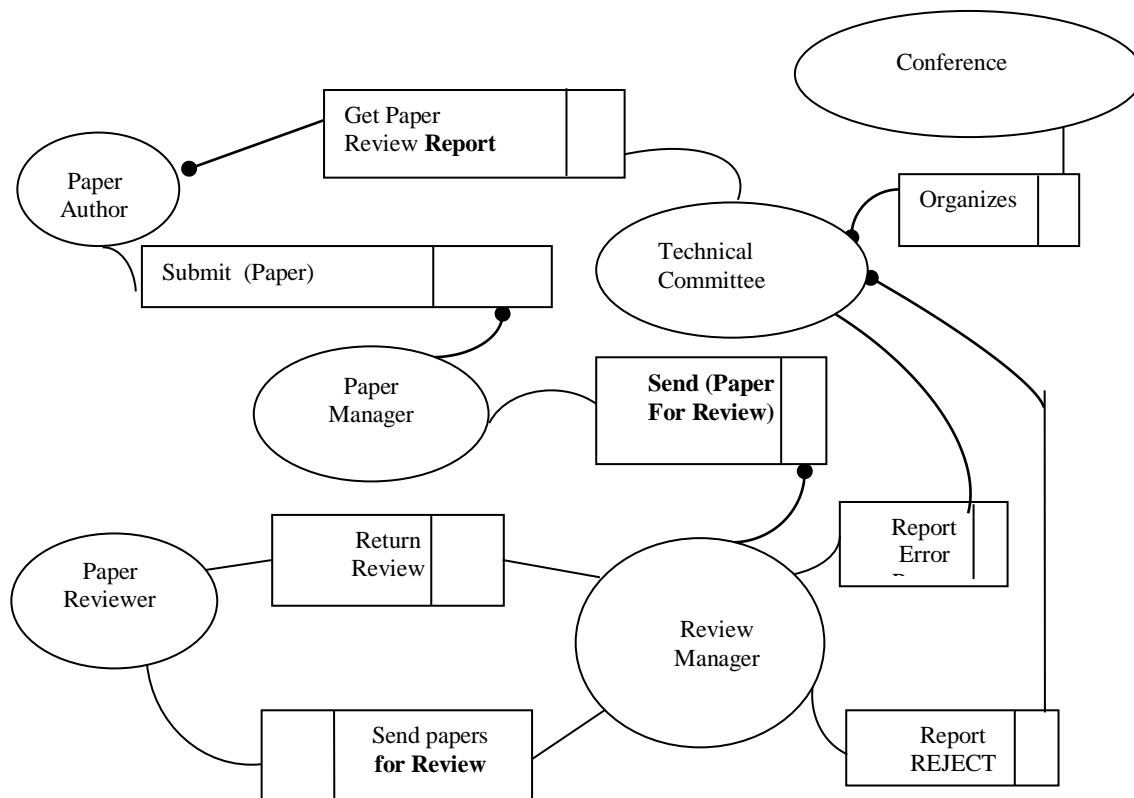 Conference
Get Paper
Review Report
Paper
Author
Organizes
Technical
Committee
Submit (Paper)
Paper
Manager
Send (Paper
For Review)
Return
Review
Report
Error
Paper
Reviewer
Review
Manager
Send papers
for Review
Report
REJECT